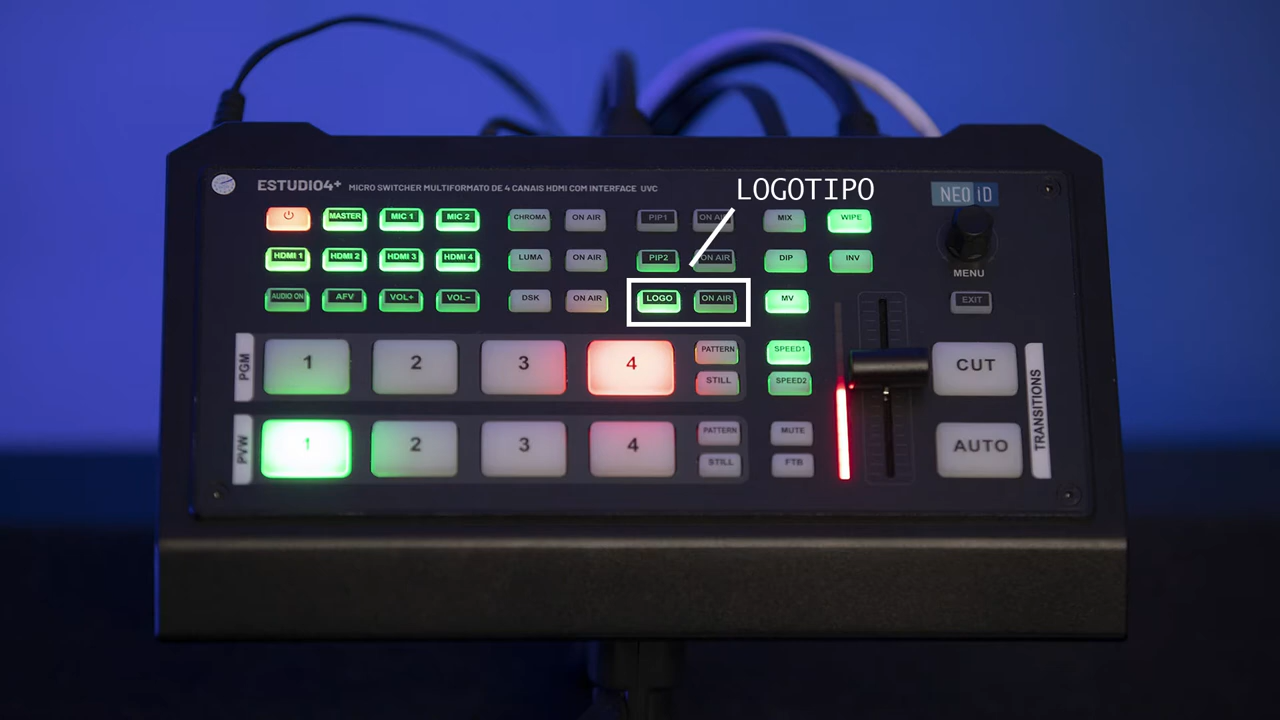 LOGOTIPO
ESTUDIO4+ MICRO SWITCHER MULTIFORMATO DE 4 CANAIS HDMI COM INTERFACE UVC
NEO ID
MASTER MIC 1 MIC 2 CHROMA ON AIR PIP1 ON AIR MIX WIPE
HDMI 1 HDMI 2 HDMI 3 HDMI 4 LUMA ON AIR PIP2 ON AIR DIP INV
MENU
AUDIO ON AFV VOL+ VOL- DSK ON AIR LOGO ON AIR MV EXIT
PGM 1 2 3 4 PATTERN SPEED1 CUT
STILL SPEED2
TRANSITIONS
PVW 1 2 3 4 PATTERN MUTE AUTO
STILL FTB